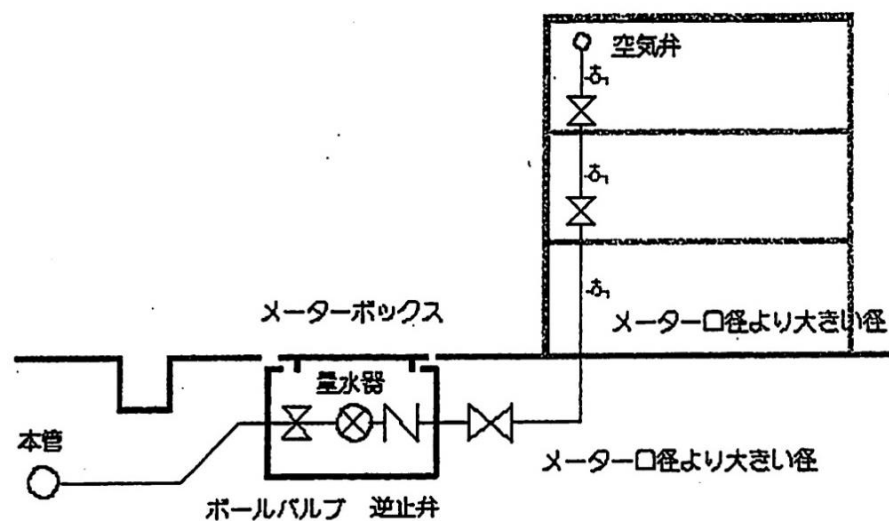 空気弁
メーターボックス
メーター口径より大きい径
量水器
本管
メーター口径より大きい径
ボールバルブ 逆止弁